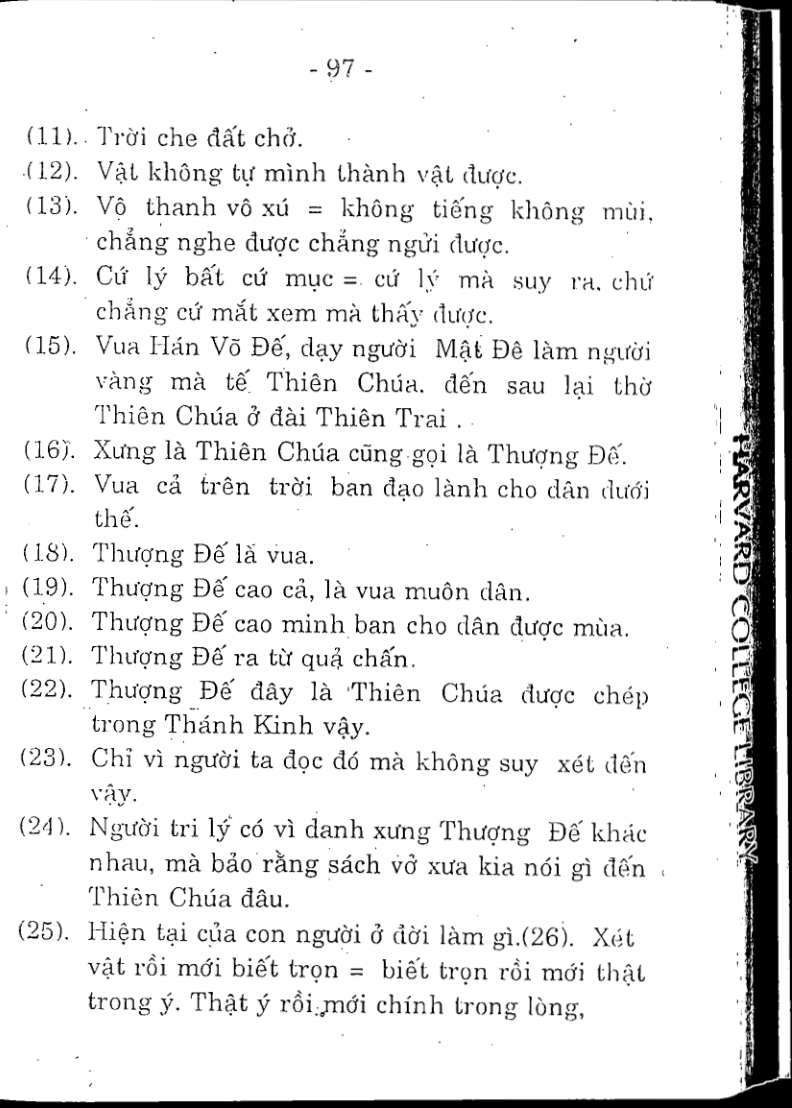 - 97 -
(11). Trời che đất chở.
(12). Vật không tự mình thành vật được.
(13). Vộ thanh vô xú = không tiếng không mùi,
chẳng nghe được chẳng ngửi được.
(14). Cứ lý bất cứ mục = cứ lý mà suy ra, chứ
chẳng cứ mắt xem mà thấy được.
(15). Vua Hán Võ Đế, dạy người Mật Đê làm người
vàng mà tế Thiên Chúa. đến sau lại thờ
Thiên Chúa ở đài Thiên Trai .
(16). Xưng là Thiên Chúa cũng gọi là Thượng Đế.
(17). Vua cả trên trời ban đạo lành cho dân dưới
thế.
(18). Thượng Đế là vua.
(19). Thượng Đế cao cả, là vua muôn dân.
(20). Thượng Đế cao minh ban cho dân được mùa.
(21). Thượng Đế ra từ quả chấn.
(22). Thượng Đế đây là Thiên Chúa được chép
trong Thánh Kinh vậy.
(23). Chỉ vì người ta đọc đó mà không suy xét đến
vậy.
(24). Người tri lý có vì danh xưng Thượng Đế khác
nhau, mà bảo rằng sách vở xưa kia nói gì đến
Thiên Chúa đâu.
(25). Hiện tại của con người ở đời làm gì.(26). Xét
vật rồi mới biết trọn = biết trọn rồi mới thật
trong ý. Thật ý rồi mới chính trong lòng,
HARVARD COLLEGE LIBRARY